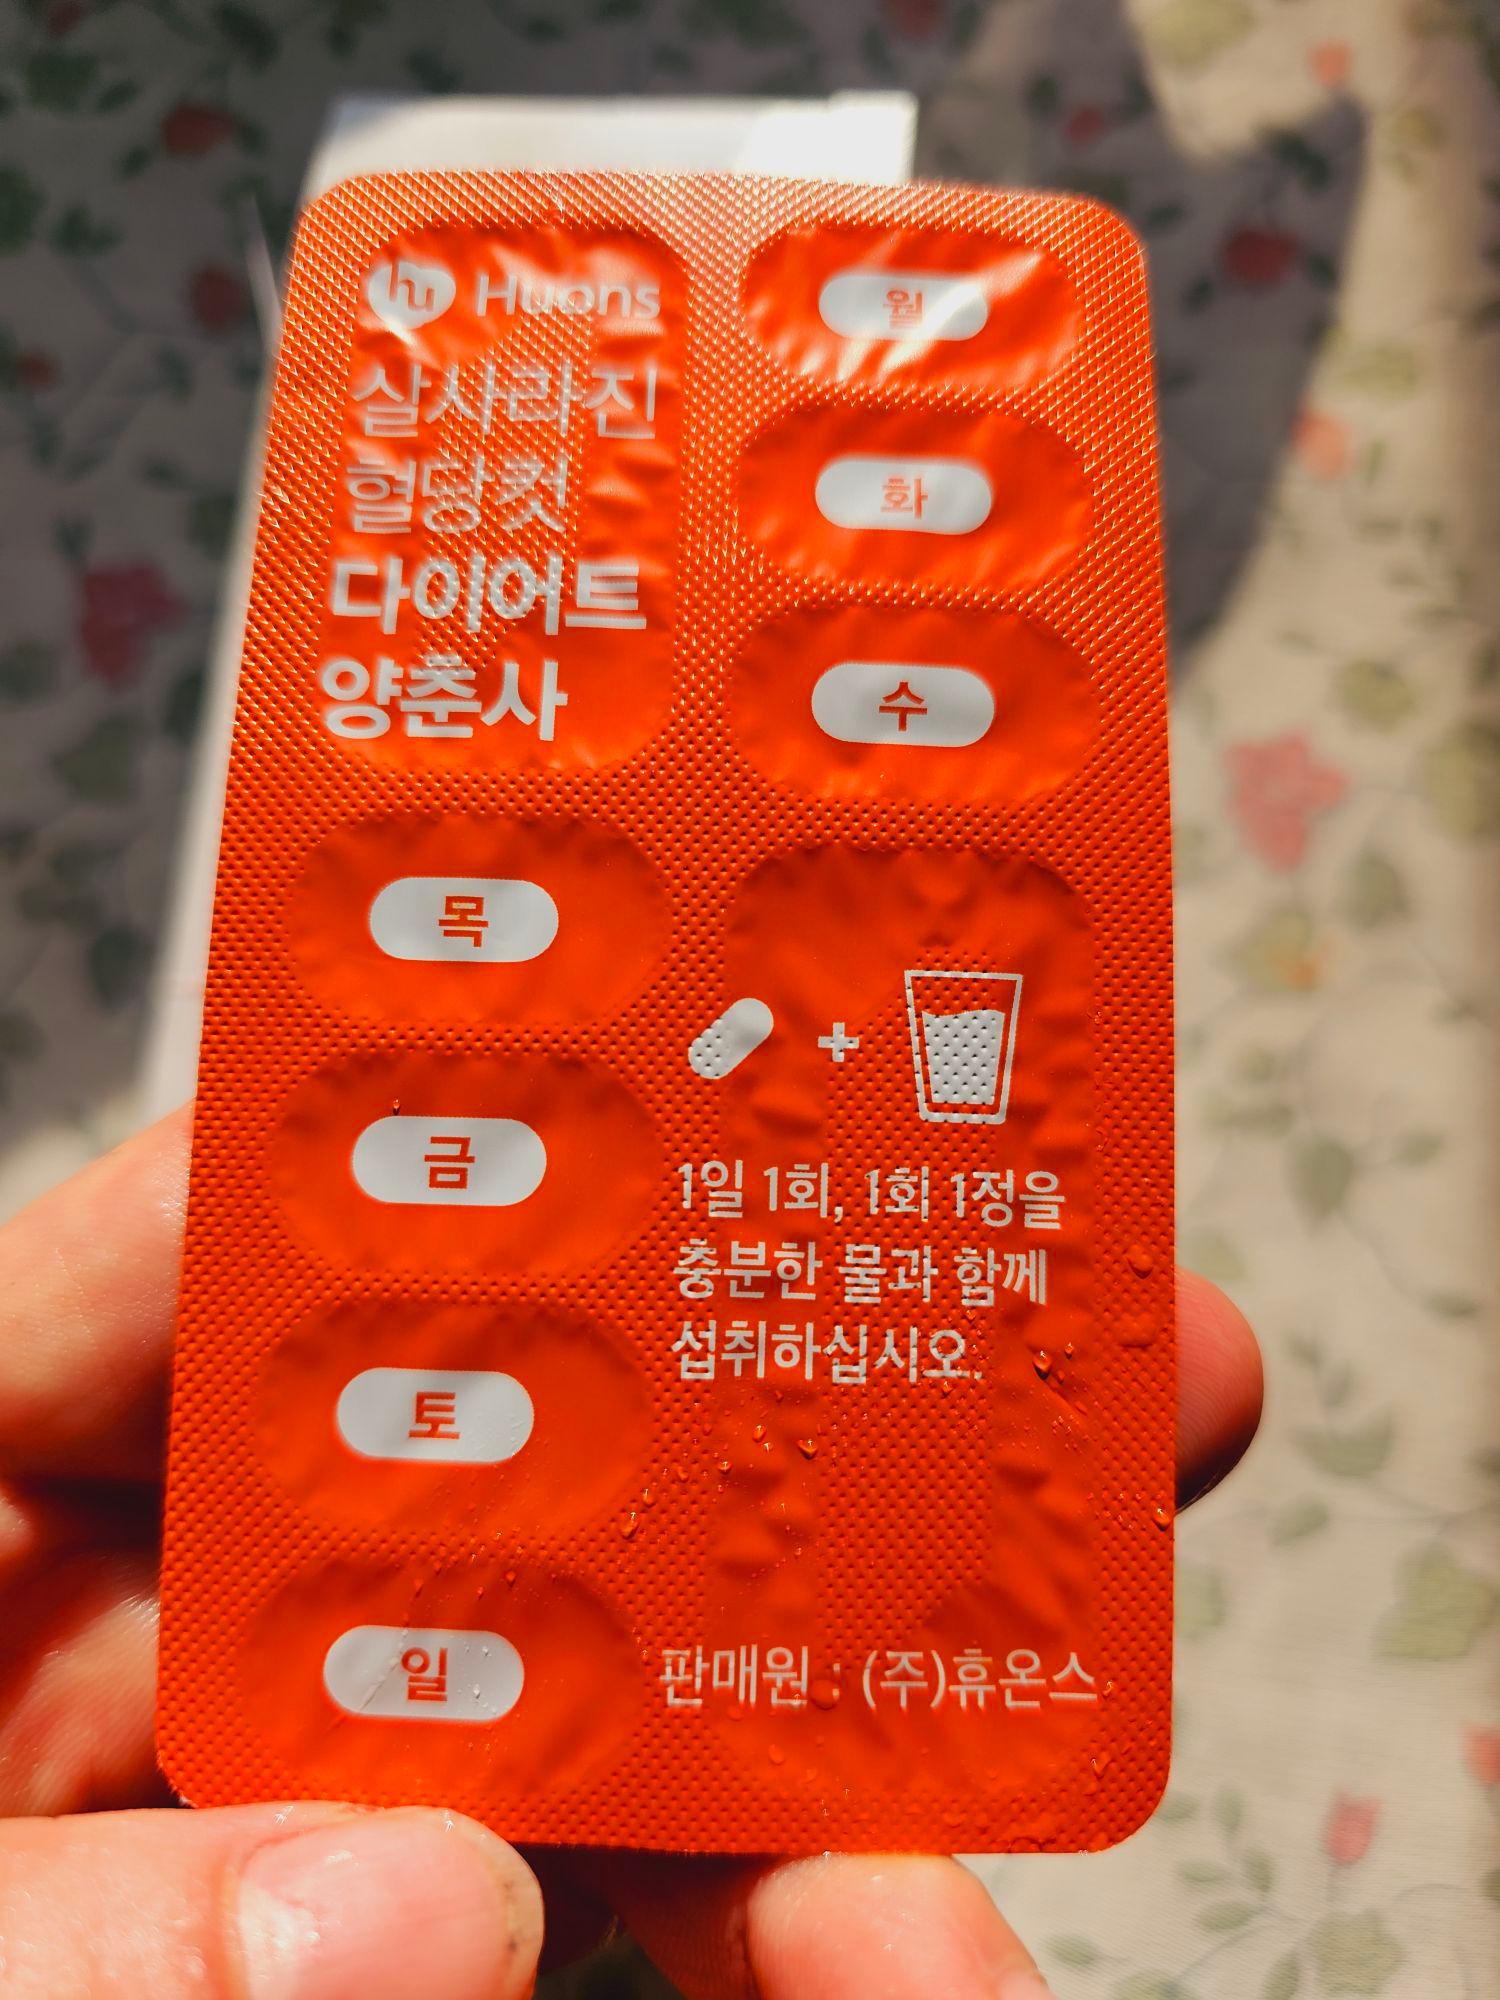 hu Huons
살사라진
혈당컷
다이어트
양춘사
월
화
수
목
금
토
일
1일 1회, 1회 1정을
충분한 물과 함께
섭취하십시오.
판매원 : (주)휴온스